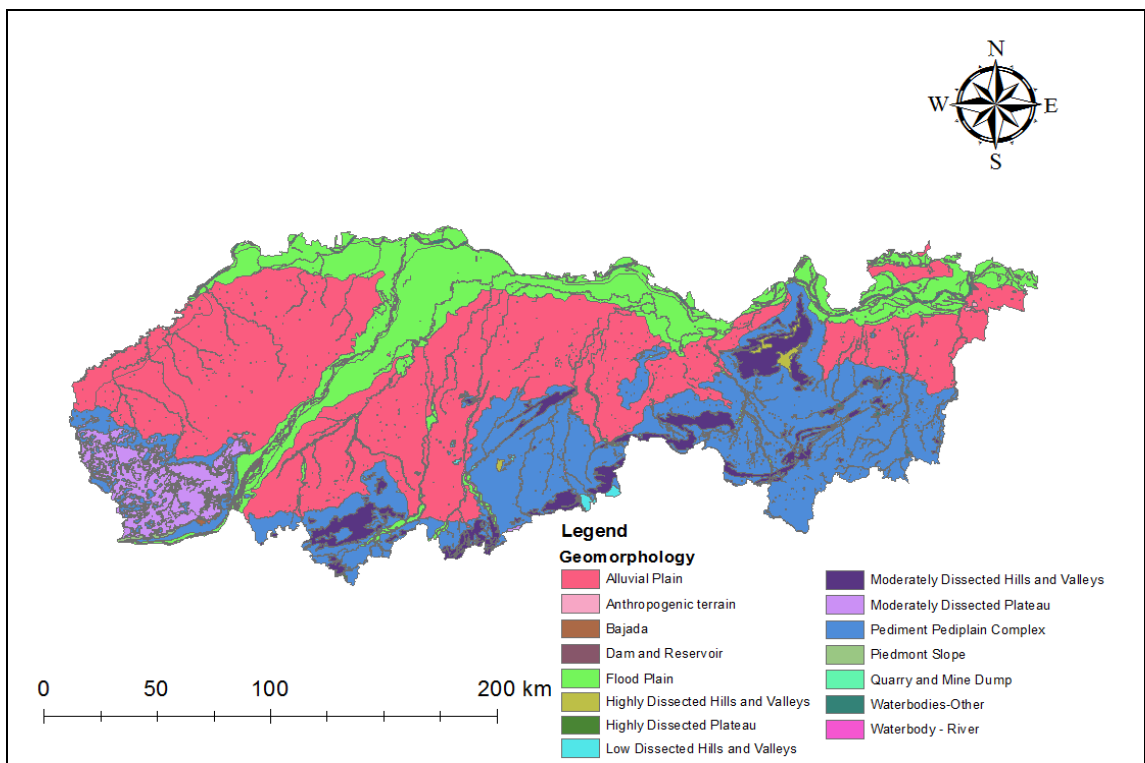 N
W E
S
Legend
Geomorphology
Alluvial Plain
Anthropogenic terrain
Bajada
Dam and Reservoir
Flood Plain
Highly Dissected Hills and Valleys
Highly Dissected Plateau
Low Dissected Hills and Valleys
Moderately Dissected Hills and Valleys
Moderately Dissected Plateau
Pediment Pediplain Complex
Piedmont Slope
Quarry and Mine Dump
Waterbodies-Other
Waterbody - River
0 50 100 200 km